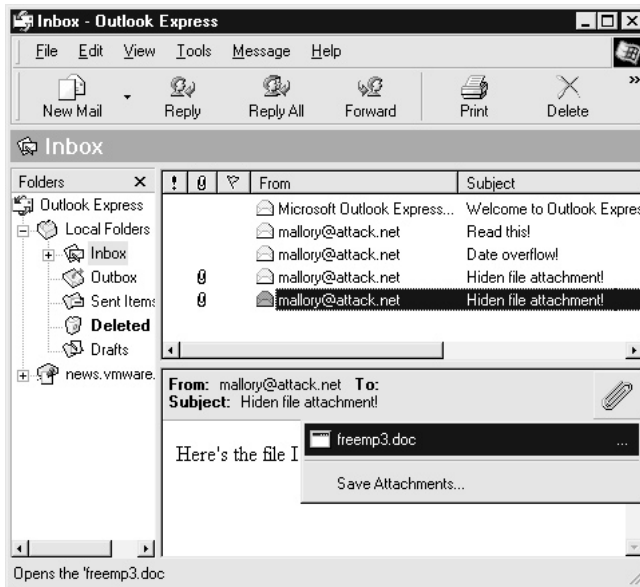 Inbox - Outlook Express
File Edit View Tools Message Help
New Mail Reply Reply All Forward Print Delete »
Inbox
Folders × ! From Subject
Outlook Express
Local Folders
Inbox
Outbox
Sent Items
Deleted
Drafts
news.vmware.
Microsoft Outlook Express... Welcome to Outlook Expres
mallory@attack.net Read this!
mallory@attack.net Date overflow!
mallory@attack.net Hiden file attachment!
mallory@attack.net Hiden file attachment!
From: mallory@attack.net To:
Subject: Hiden file attachment!
Here's the file I
freemp3.doc ...
Save Attachments...
Opens the 'freemp3.doc